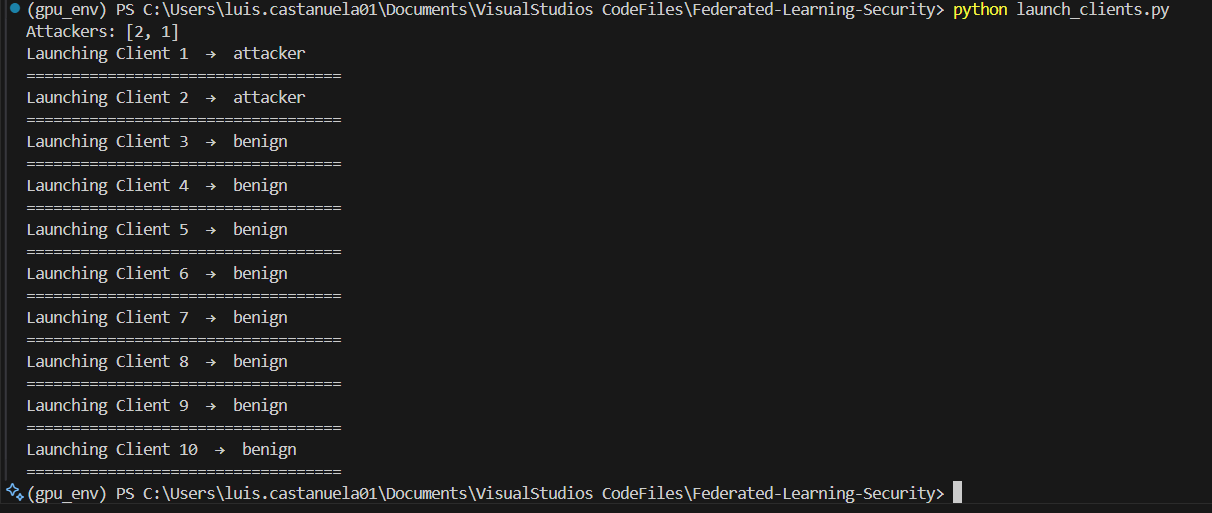 (gpu_env) PS C:\Users\luis.castanuela01\Documents\VisualStudios CodeFiles\Federated-Learning-Security> python launch_clients.py
Attackers: [2, 1]
Launching Client 1 → attacker
===================================
Launching Client 2 → attacker
===================================
Launching Client 3 → benign
===================================
Launching Client 4 → benign
===================================
Launching Client 5 → benign
===================================
Launching Client 6 → benign
===================================
Launching Client 7 → benign
===================================
Launching Client 8 → benign
===================================
Launching Client 9 → benign
===================================
Launching Client 10 → benign
===================================
(gpu_env) PS C:\Users\luis.castanuela01\Documents\VisualStudios CodeFiles\Federated-Learning-Security>